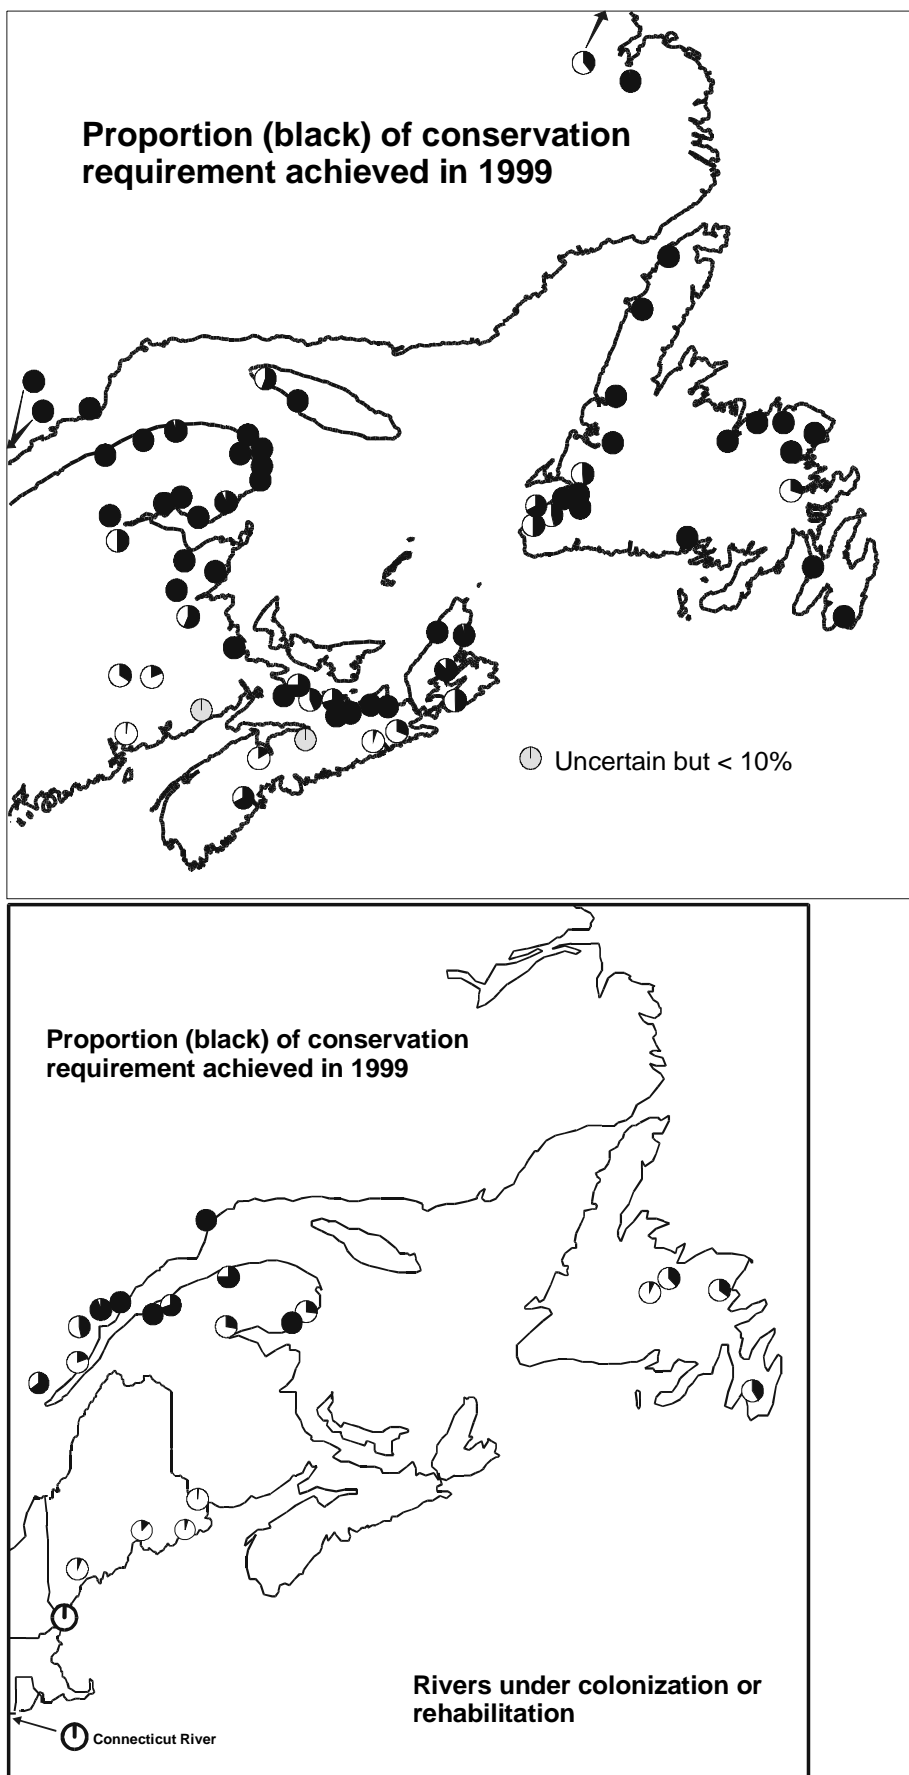 Proportion (black) of conservation
requirement achieved in 1999
Uncertain but < 10%
Proportion (black) of conservation
requirement achieved in 1999
Rivers under colonization or
rehabilitation
Connecticut River